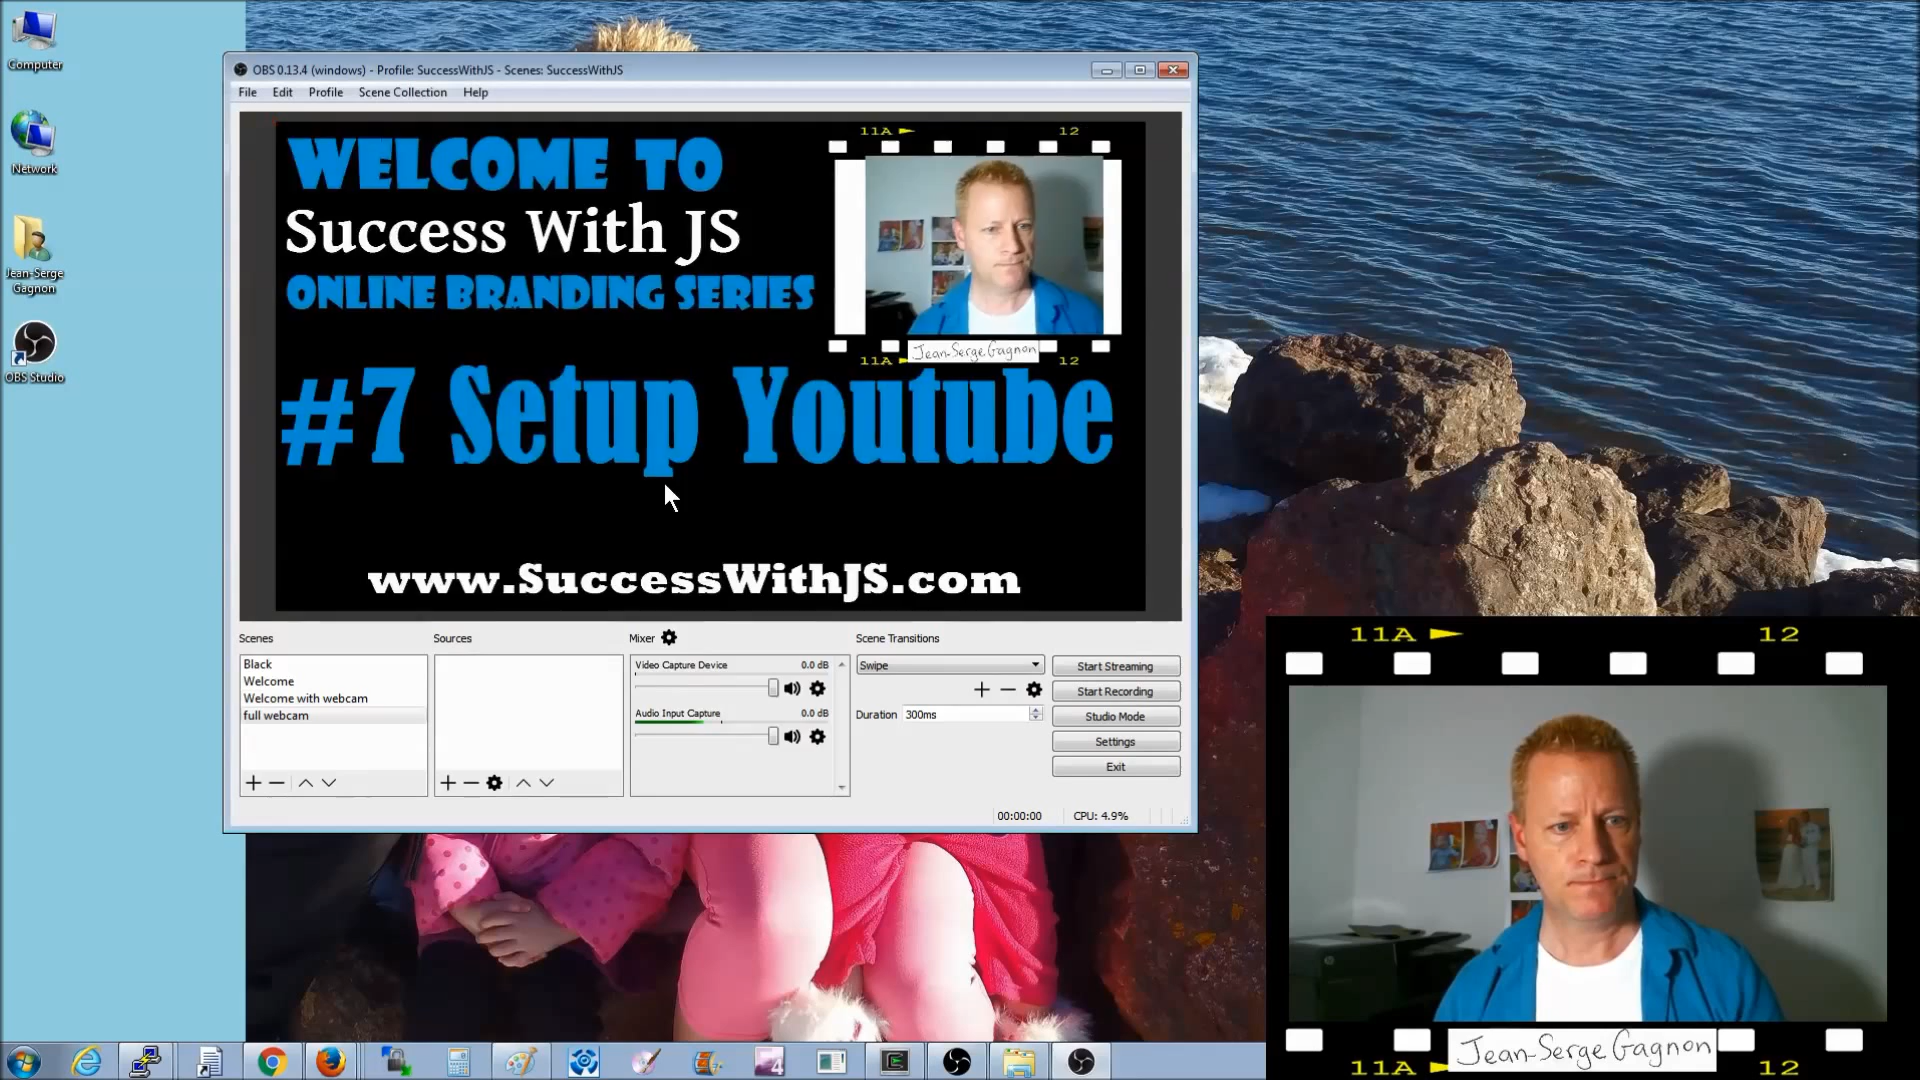 Computer
Network
Jean-Serge
Gagnon
OBS Studio
OBS 0.13.4 (windows) - Profile: SuccessWithJS - Scenes: SuccessWithJS
File Edit Profile Scene Collection Help
WELCOME TO
Success With JS
ONLINE BRANDING SERIES
11A 12
Jean-Serge Gagnon
11A 12
#7 Setup Youtube
www.SuccessWithJS.com
Scenes
Black
Welcome
Welcome with webcam
full webcam
Sources
Mixer
Video Capture Device 0.0 dB
Audio Input Capture 0.0 dB
Scene Transitions
Swipe
Duration 300ms
Start Streaming
Start Recording
Studio Mode
Settings
Exit
00:00:00 CPU: 4.9%
11A 12
Jean-Serge Gagnon
11A 12
4